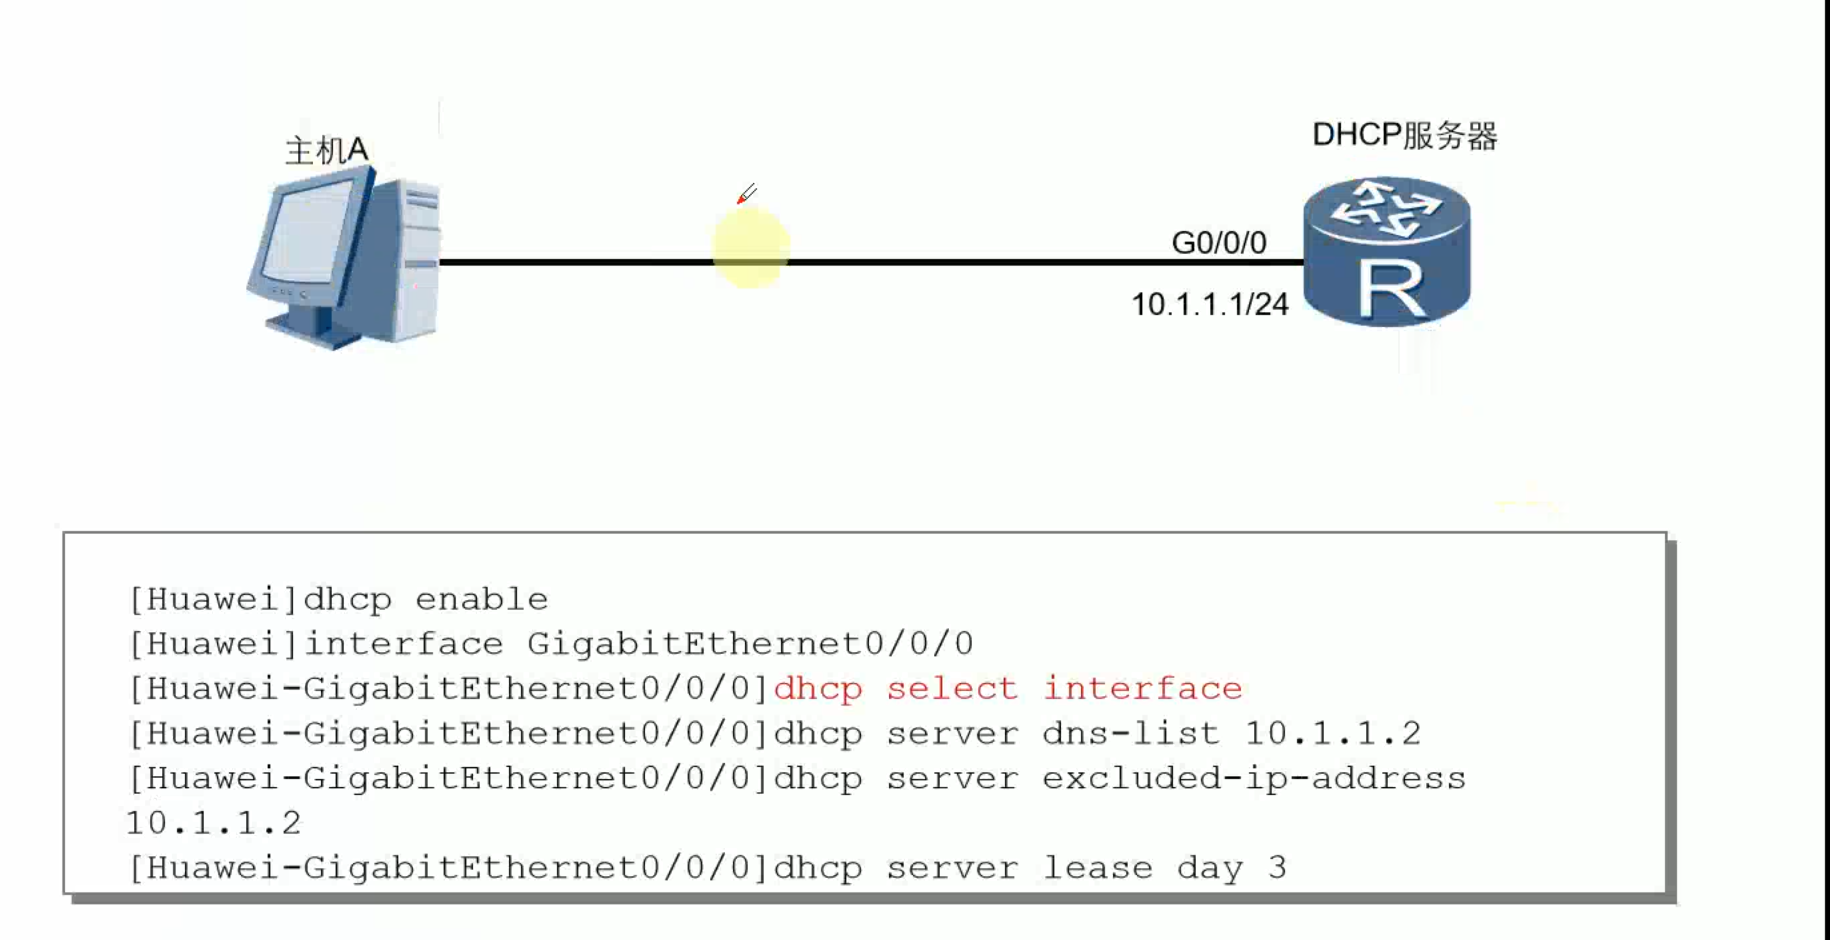 主机A
DHCP服务器
G0/0/0
10.1.1.1/24
R
[Huawei]dhcp enable
[Huawei]interface GigabitEthernet0/0/0
[Huawei-GigabitEthernet0/0/0]dhcp select interface
[Huawei-GigabitEthernet0/0/0]dhcp server dns-list 10.1.1.2
[Huawei-GigabitEthernet0/0/0]dhcp server excluded-ip-address
10.1.1.2
[Huawei-GigabitEthernet0/0/0]dhcp server lease day 3